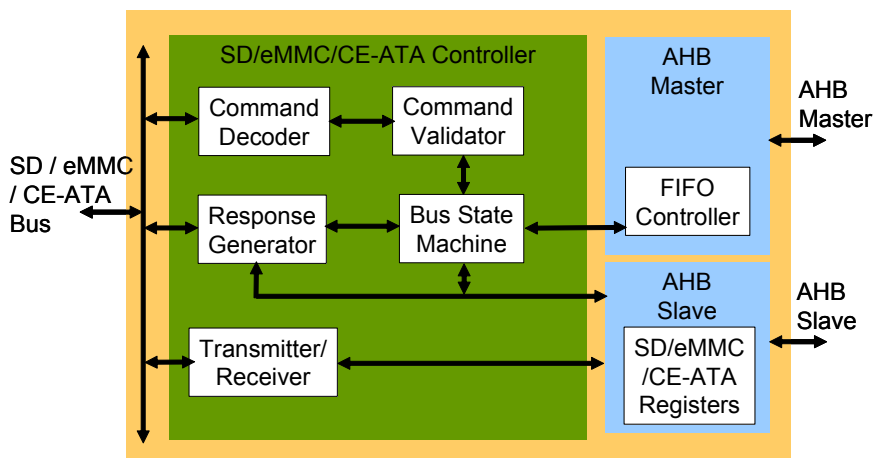 SD/eMMC/CE-ATA Controller
AHB
Master
Command
Decoder
Command
Validator
AHB
Master
SD / eMMC
/ CE-ATA
Bus
Response
Generator
Bus State
Machine
FIFO
Controller
AHB
Slave
AHB
Slave
Transmitter/
Receiver
SD/eMMC
/CE-ATA
Registers